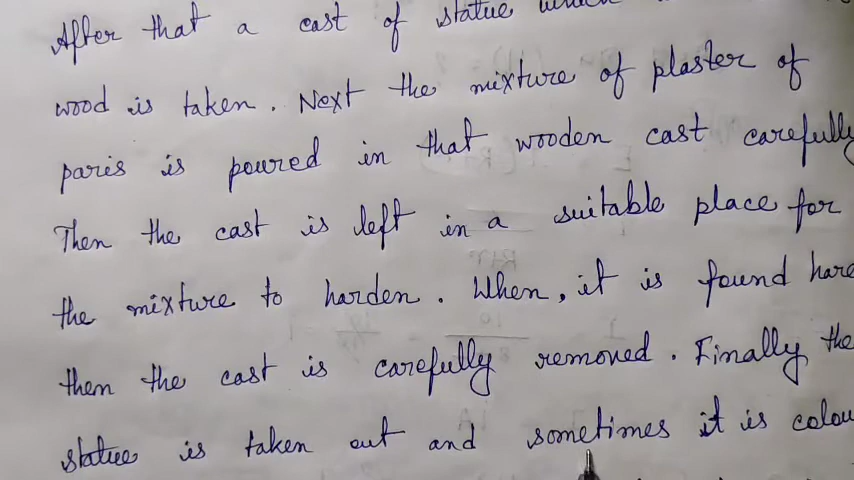 After that a cast of statue
wood is taken. Next the mixture of plaster of
paris is poured in that wooden cast carefully
Then the cast is left in a suitable place for
the mixture to harden. When, it is found hard
then the cast is carefully removed. Finally the
statue is taken out and sometimes it is colou